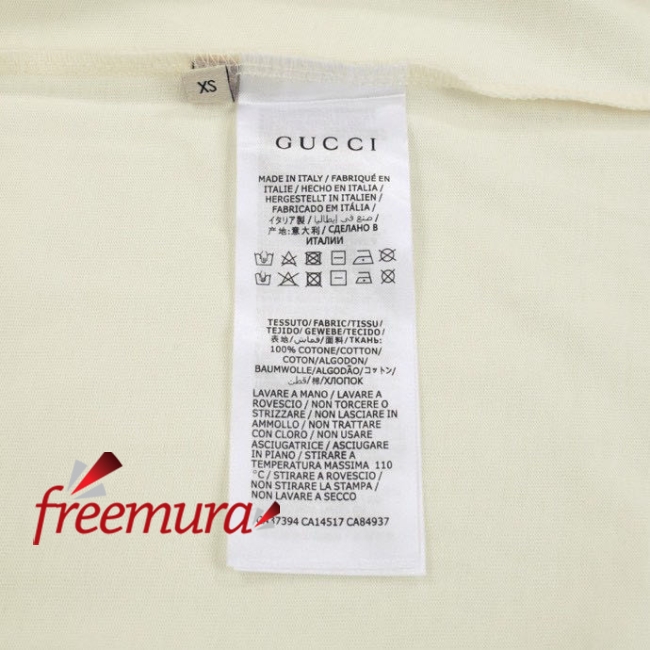 XS
GUCCI
MADE IN ITALY / FABRIQUÉ EN
ITALIE / HECHO EN ITALIA /
HERGESTELLT IN ITALIEN /
FABRICADO EM ITÁLIA /
イタリア製 / صنع في إيطاليا /
产地:意大利 / СДЕЛАНО В
ИТАЛИИ
TESSUTO/FABRIC/TISSU/
TEJIDO/ GEWEBE/TECIDO/
表地/قماش/面料/ТКАНЬ:
100% COTONE/COTTON/
COTON/ALGODON/
BAUMWOLLE/ALGODÃO/コットン/
قطن/棉/ХЛОПОК
LAVARE A MANO / LAVARE A
ROVESCIO / NON TORCERE O
STRIZZARE / NON LASCIARE IN
AMMOLLO / NON TRATTARE
CON CLORO / NON USARE
ASCIUGATRICE / ASCIUGARE
IN PIANO / STIRARE A
TEMPERATURA MASSIMA 110
°C / STIRARE A ROVESCIO /
NON STIRARE LA STAMPA /
NON LAVARE A SECCO
freemura
CA14517 CA84937